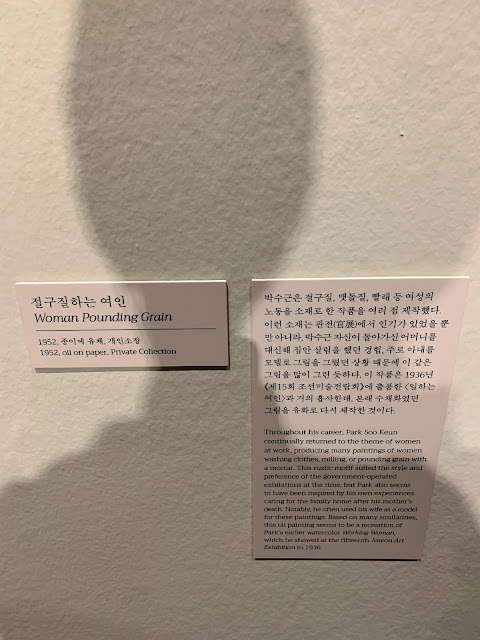 절구질하는 여인
Woman Pounding Grain
1952, 종이에 유채, 개인소장
1952, oil on paper, Private Collection
박수근은 절구질, 맷돌질, 빨래 등 여성의
노동을 소재로 한 작품을 여러 점 제작했다.
이런 소재는 관전(官展)에서 인기가 있었을 뿐
만 아니라, 박수근 자신이 돌아가신 어머니를
대신해 집안 살림을 했던 경험, 주로 아내를
모델로 그림을 그렸던 상황 때문에 이 같은
그림을 많이 그린 듯하다. 이 작품은 1936년
《제15회 조선미술전람회》에 출품한 〈일하는
여인〉과 거의 흡사한데, 본래 수채화였던
그림을 유화로 다시 제작한 것이다.
Throughout his career, Park Soo Keun
continually returned to the theme of women
at work, producing many paintings of women
washing clothes, milling, or pounding grain with
a mortar. This rustic motif suited the style and
preference of the government-operated
exhibitions at the time, but Park also seems
to have been inspired by his own experiences
caring for the family home after his mother's
death. Notably, he often used his wife as a model
for these paintings. Based on many similarities,
this oil painting seems to be a recreation of
Park's earlier watercolor Working Woman,
which he showed at the fifteenth Joseon Art
Exhibition in 1936.